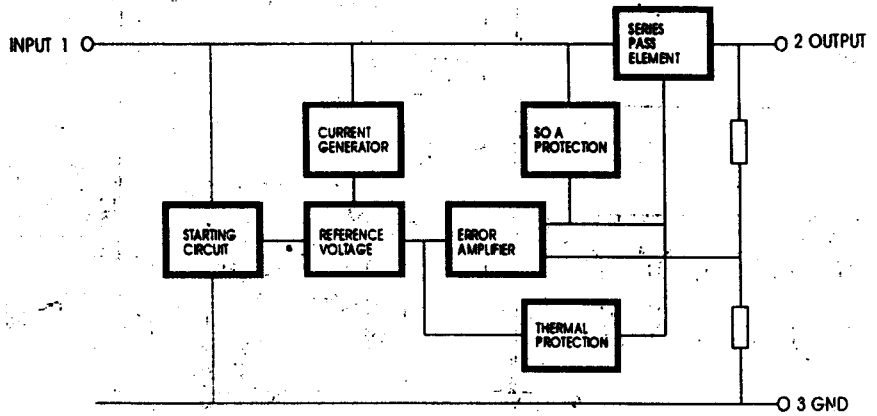 INPUT 1
SERIES
PASS
ELEMENT
2 OUTPUT
CURRENT
GENERATOR
SO A
PROTECTION
STARTING
CIRCUIT
REFERENCE
VOLTAGE
ERROR
AMPLIFIER
THERMAL
PROTECTION
3 GND